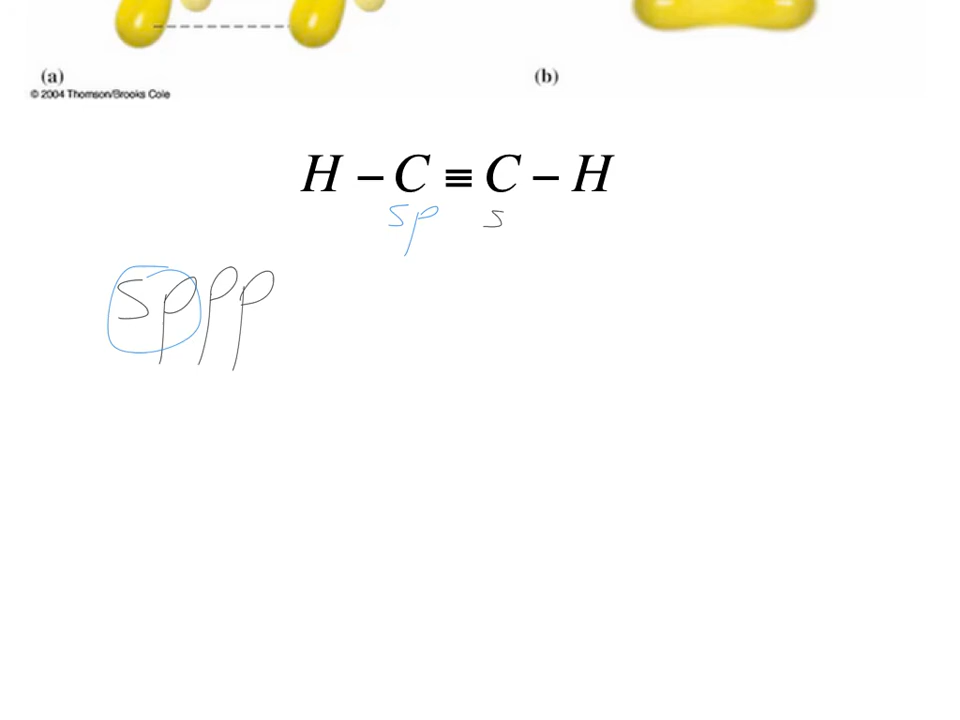 (a) (b)
© 2004 Thomson/Brooks Cole
H – C ≡ C – H
sp s
sppp